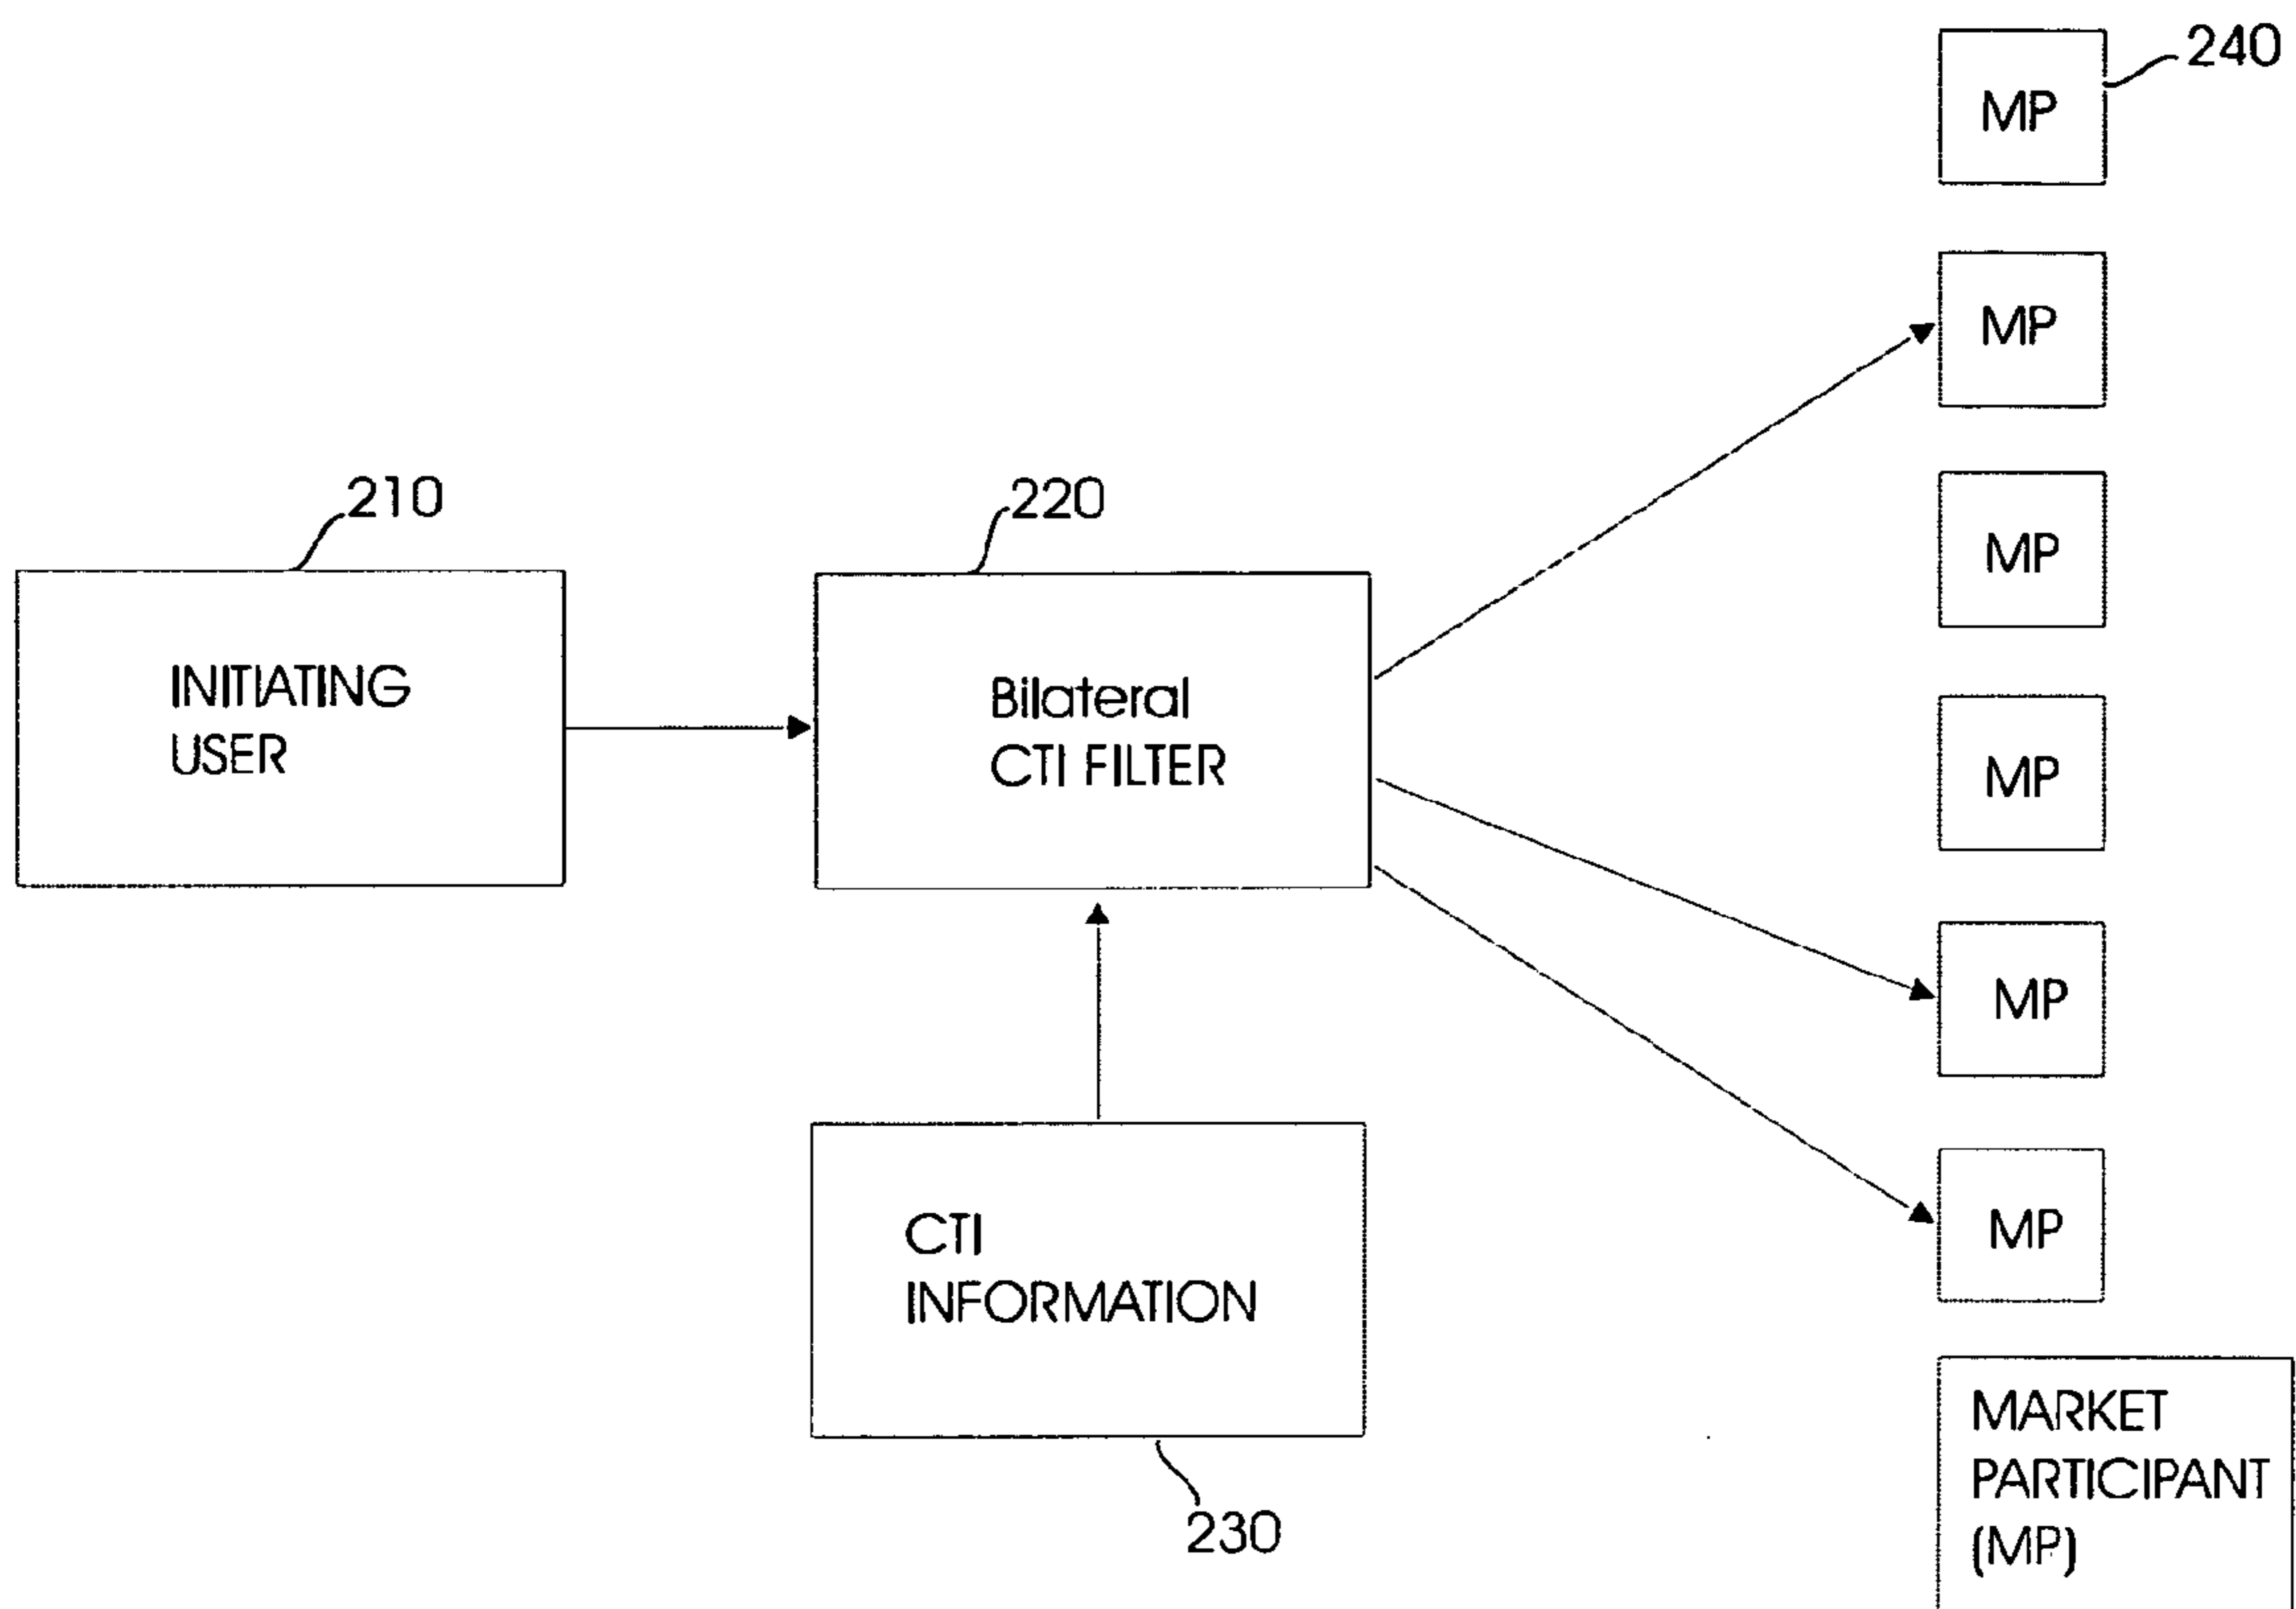 240
MP
MP
210
220
MP
INITIATING
USER
Bilateral
CTI FILTER
MP
MP
CTI
INFORMATION
MP
230
MARKET
PARTICIPANT
(MP)